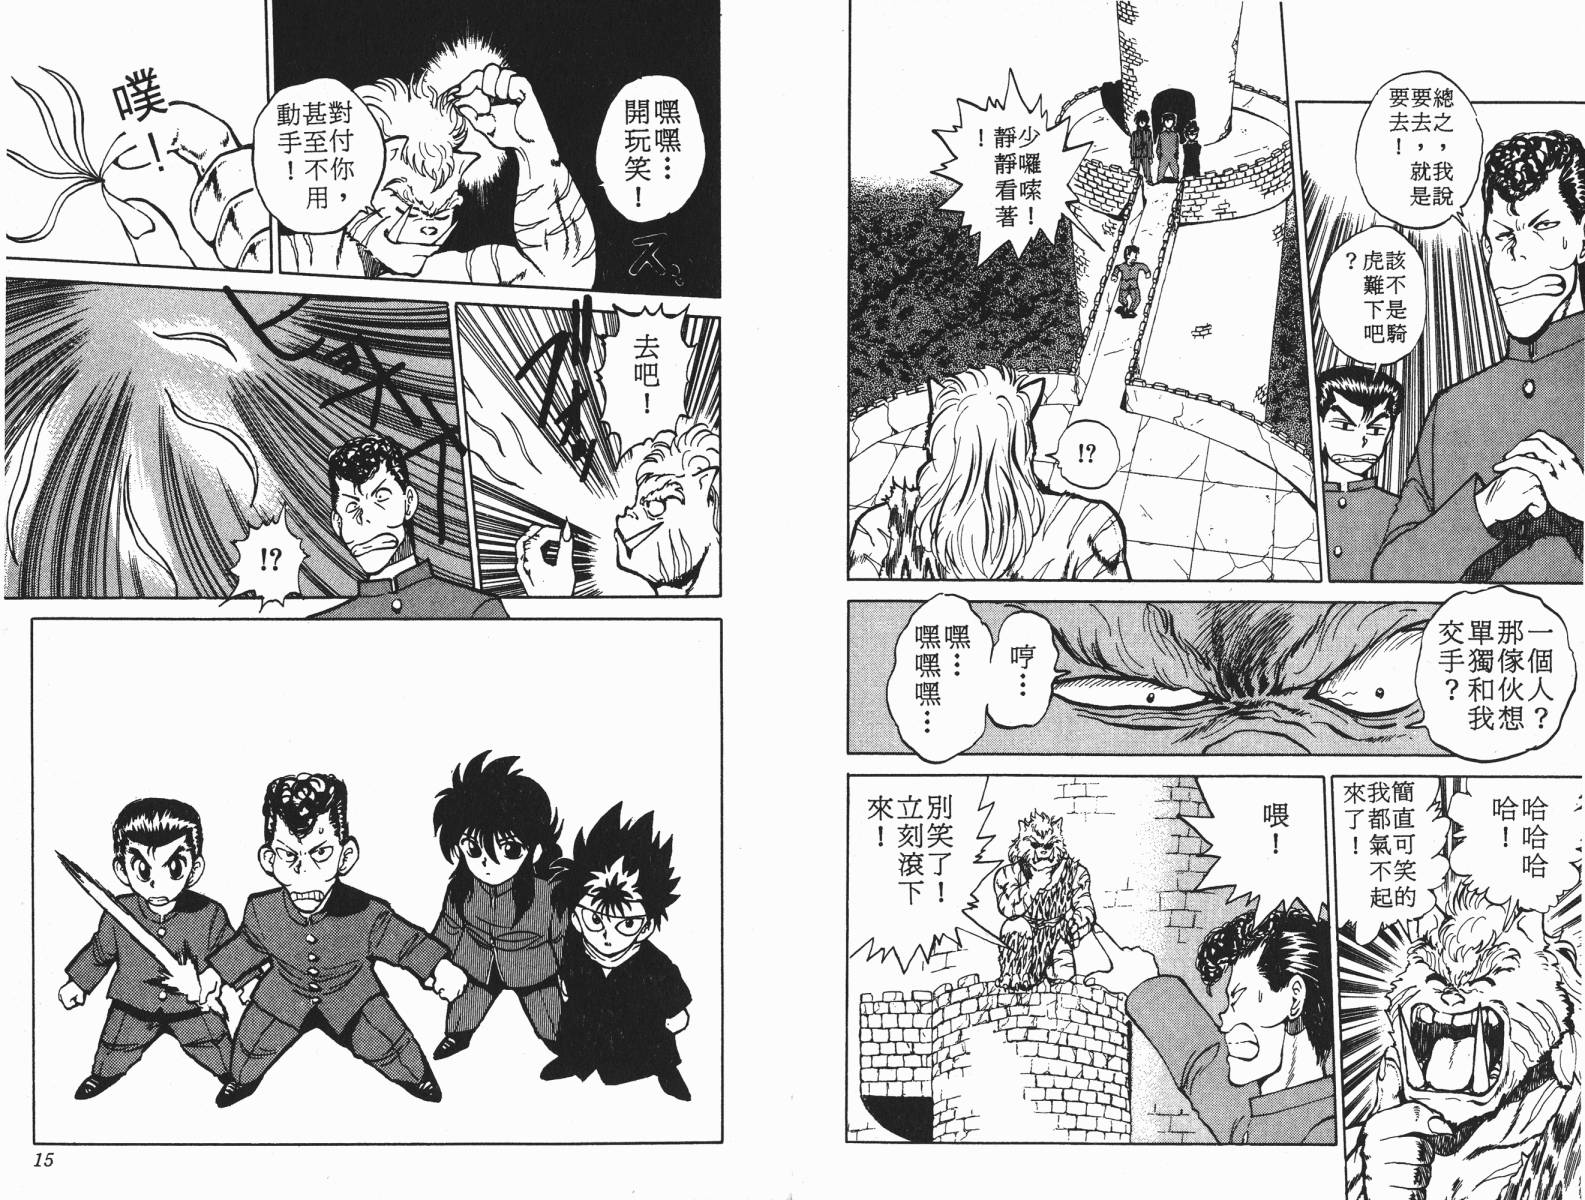 總之，我說
要去，就是
要去！
該不是騎
虎難下吧
？
少囉嗦！
靜靜看著
！
!?
一個人？
那傢伙想
單獨和我
交手？
哼…
嘿…
嘿嘿嘿…
哈哈哈
哈！
簡直可笑的
我都氣不起
來了！
喂！
別笑了！
立刻滾下
來！
嘿嘿…
開玩笑！
ス
對付你，
甚至不用
動手！
噗！
去吧！
!?
15